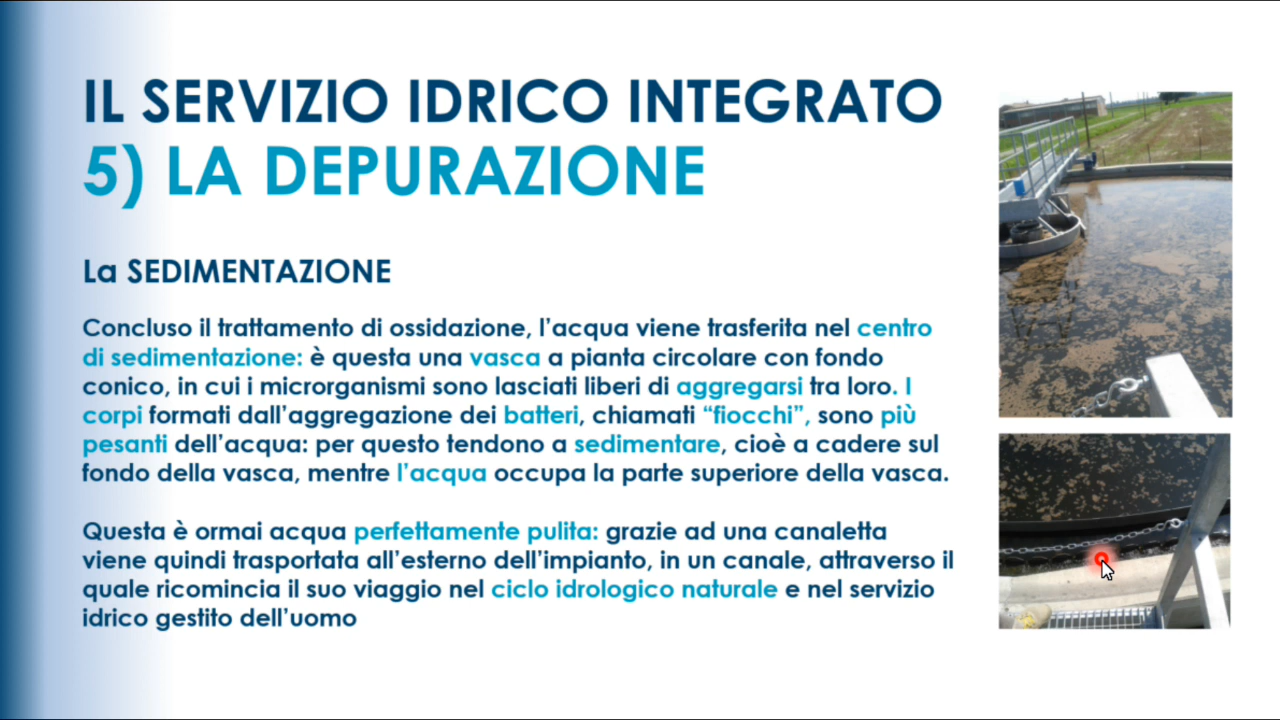 IL SERVIZIO IDRICO INTEGRATO
5) LA DEPURAZIONE
La SEDIMENTAZIONE
Concluso il trattamento di ossidazione, l’acqua viene trasferita nel centro
di sedimentazione: è questa una vasca a pianta circolare con fondo
conico, in cui i microrganismi sono lasciati liberi di aggregarsi tra loro. I
corpi formati dall’aggregazione dei batteri, chiamati “fiocchi”, sono più
pesanti dell’acqua: per questo tendono a sedimentare, cioè a cadere sul
fondo della vasca, mentre l’acqua occupa la parte superiore della vasca.
Questa è ormai acqua perfettamente pulita: grazie ad una canaletta
viene quindi trasportata all’esterno dell’impianto, in un canale, attraverso il
quale ricomincia il suo viaggio nel ciclo idrologico naturale e nel servizio
idrico gestito dell’uomo